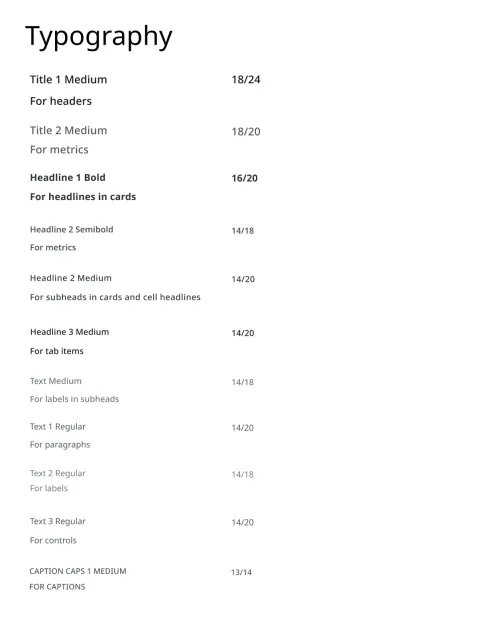 Typography
Title 1 Medium 18/24
For headers
Title 2 Medium 18/20
For metrics
Headline 1 Bold 16/20
For headlines in cards
Headline 2 Semibold 14/18
For metrics
Headline 2 Medium 14/20
For subheads in cards and cell headlines
Headline 3 Medium 14/20
For tab items
Text Medium 14/18
For labels in subheads
Text 1 Regular 14/20
For paragraphs
Text 2 Regular 14/18
For labels
Text 3 Regular 14/20
For controls
CAPTION CAPS 1 MEDIUM 13/14
FOR CAPTIONS